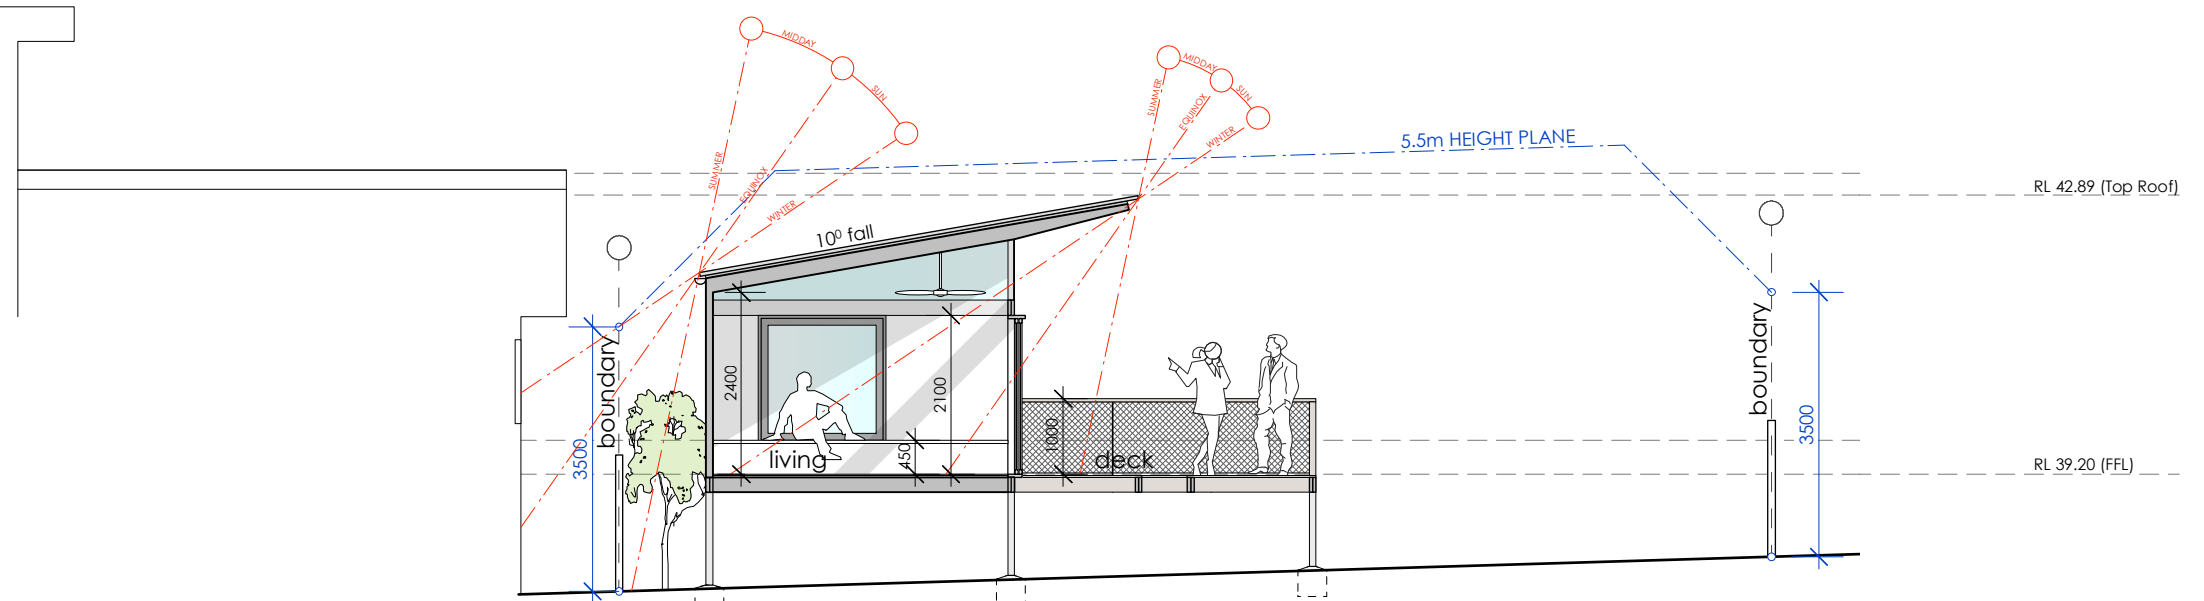 MIDDAY
SUN
SUMMER
EQUINOX
WINTER
MIDDAY
SUN
SUMMER
EQUINOX
WINTER
5.5m HEIGHT PLANE
RL 42.89 (Top Roof)
10⁰ fall
boundary
3500
2400
2100
450
living
1000
deck
boundary
3500
RL 39.20 (FFL)